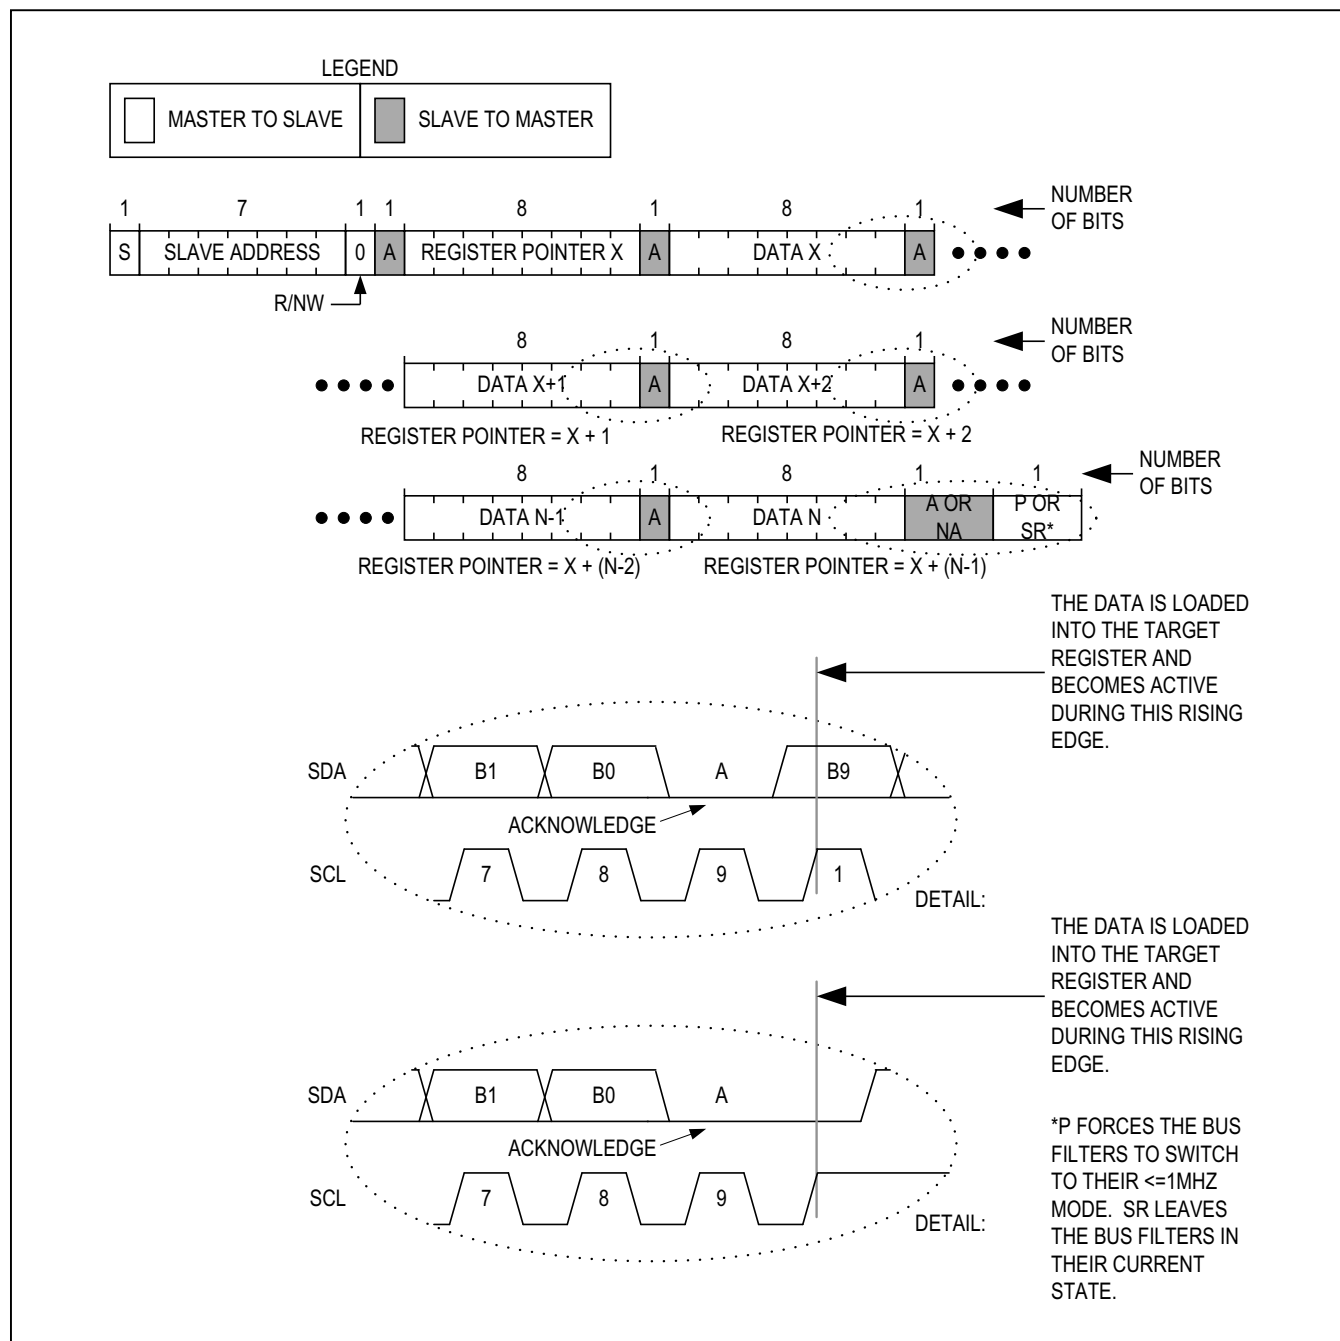 LEGEND
MASTER TO SLAVE
SLAVE TO MASTER
1 7 1 1 8 1 8 1
NUMBER
OF BITS
S SLAVE ADDRESS 0 A REGISTER POINTER X A DATA X A
R/NW
8 1 8 1
NUMBER
OF BITS
DATA X+1 A DATA X+2 A
REGISTER POINTER = X + 1 REGISTER POINTER = X + 2
8 1 8 1 1
NUMBER
OF BITS
DATA N-1 A DATA N A OR NA P OR SR*
REGISTER POINTER = X + (N-2) REGISTER POINTER = X + (N-1)
THE DATA IS LOADED
INTO THE TARGET
REGISTER AND
BECOMES ACTIVE
DURING THIS RISING
EDGE.
SDA B1 B0 A B9
ACKNOWLEDGE
SCL 7 8 9 1
DETAIL:
THE DATA IS LOADED
INTO THE TARGET
REGISTER AND
BECOMES ACTIVE
DURING THIS RISING
EDGE.
SDA B1 B0 A
ACKNOWLEDGE
SCL 7 8 9
DETAIL:
*P FORCES THE BUS
FILTERS TO SWITCH
TO THEIR <=1MHZ
MODE. SR LEAVES
THE BUS FILTERS IN
THEIR CURRENT
STATE.